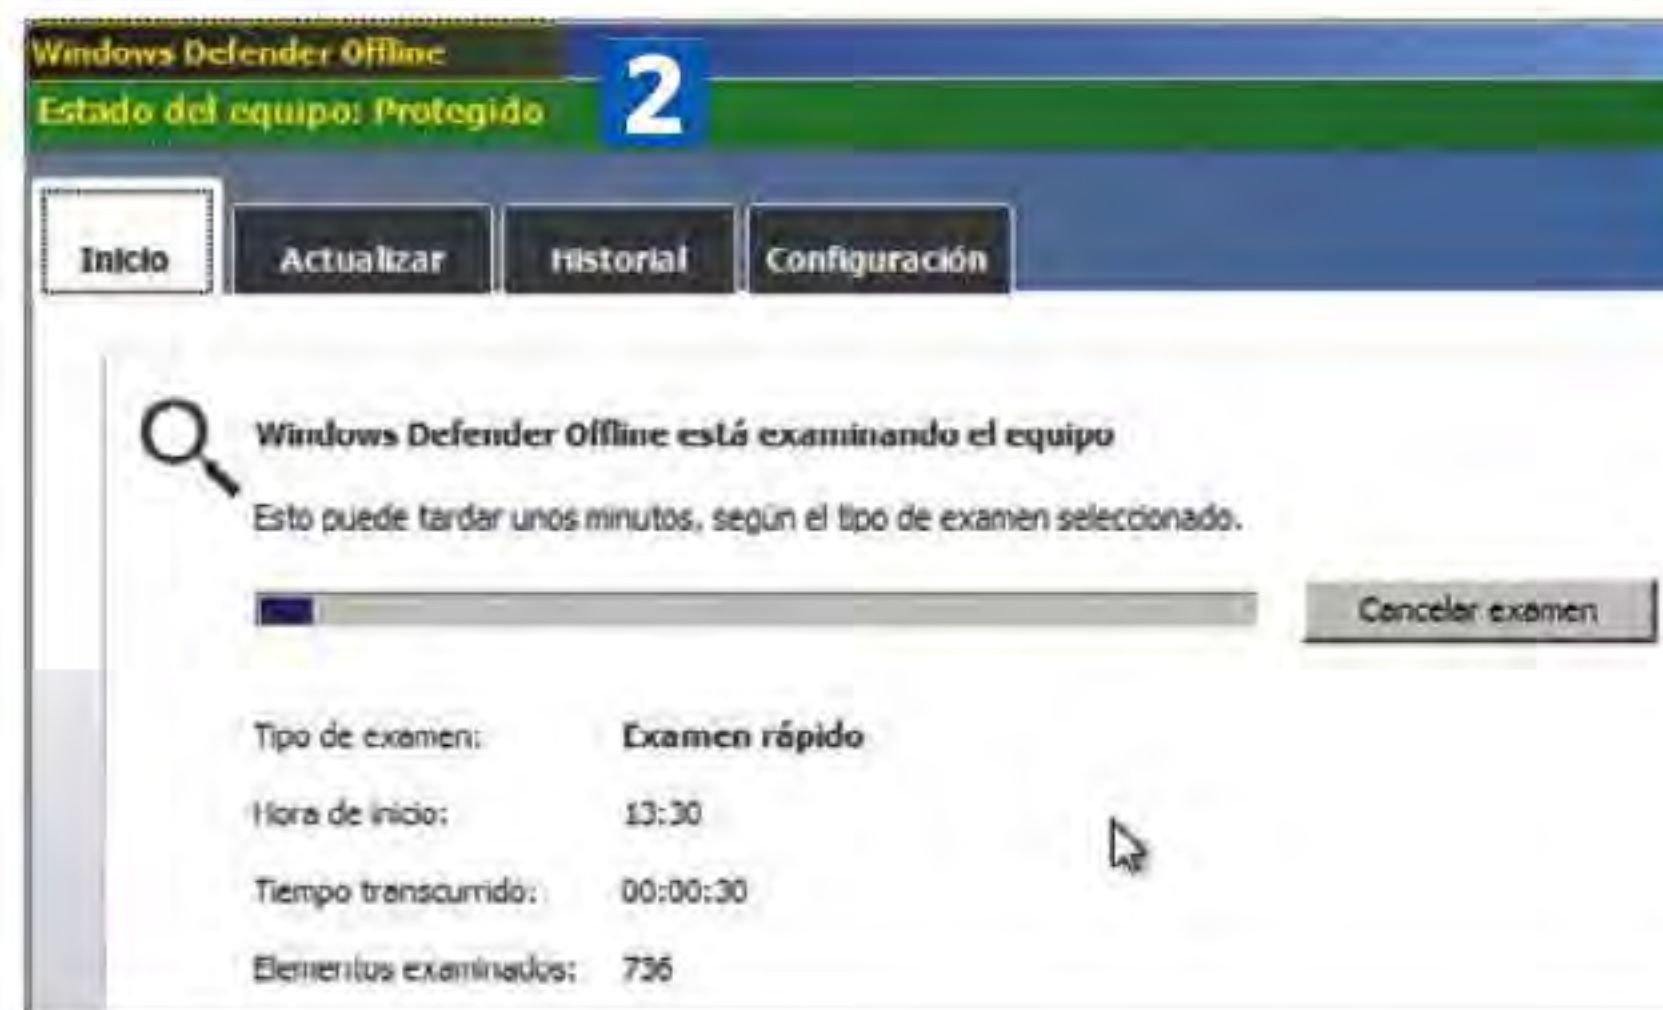 Windows Defender Offline
2
Estado del equipo: Protegido
Inicio Actualizar Historial Configuración
Windows Defender Offline está examinando el equipo
Esto puede tardar unos minutos, según el tipo de examen seleccionado.
Cancelar examen
Tipo de examen: Examen rápido
Hora de inicio: 13:30
Tiempo transcurrido: 00:00:30
Elementos examinados: 736